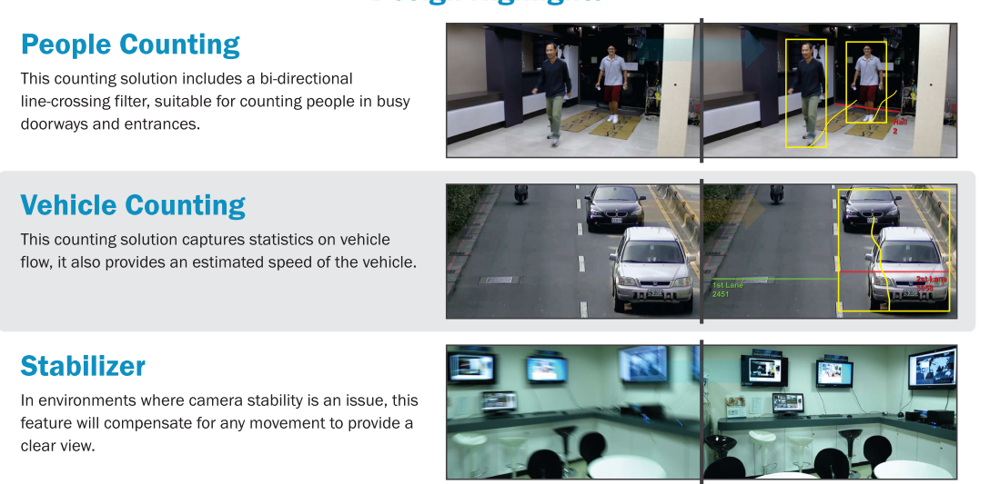 Design Highlights
People Counting
This counting solution includes a bi-directional
line-crossing filter, suitable for counting people in busy
doorways and entrances.
Hall
2
Vehicle Counting
This counting solution captures statistics on vehicle
flow, it also provides an estimated speed of the vehicle.
1st Lane
2451
2st Lane
Stabilizer
In environments where camera stability is an issue, this
feature will compensate for any movement to provide a
clear view.